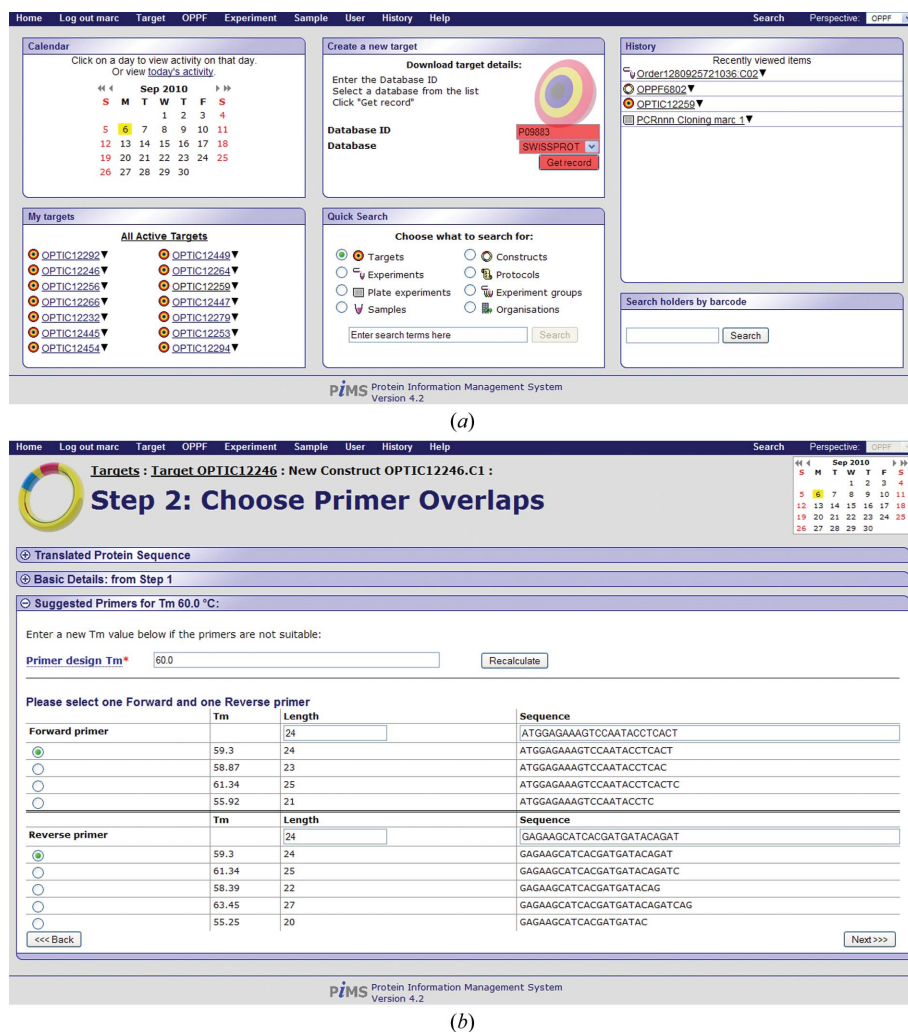 Home Log out marc Target OPPF Experiment Sample User History Help Search Perspective: OPPF
Calendar
Click on a day to view activity on that day.
Or view today's activity.
Sep 2010
S M T W T F S
1 2 3 4
5 6 7 8 9 10 11
12 13 14 15 16 17 18
19 20 21 22 23 24 25
26 27 28 29 30
Create a new target
Download target details:
Enter the Database ID
Select a database from the list
Click "Get record"
Database ID P09883
Database SWISSPROT
Get record
History
Recently viewed items
Order1280925721036:C02
OPPF6802
OPTIC12259
PCRnnn Cloning marc 1
My targets
All Active Targets
OPTIC12292 OPTIC12449
OPTIC12246 OPTIC12264
OPTIC12256 OPTIC12259
OPTIC12266 OPTIC12447
OPTIC12232 OPTIC12279
OPTIC12445 OPTIC12253
OPTIC12454 OPTIC12294
Quick Search
Choose what to search for:
Targets Constructs
Experiments Protocols
Plate experiments Experiment groups
Samples Organisations
Enter search terms here Search
Search holders by barcode
Search
PiMS Protein Information Management System
Version 4.2
(a)
Home Log out marc Target OPPF Experiment Sample User History Help Search Perspective: OPPF
Targets : Target OPTIC12246 : New Construct OPTIC12246.C1 :
Step 2: Choose Primer Overlaps
Sep 2010
S M T W T F S
1 2 3 4
5 6 7 8 9 10 11
12 13 14 15 16 17 18
19 20 21 22 23 24 25
26 27 28 29 30
Translated Protein Sequence
Basic Details: from Step 1
Suggested Primers for Tm 60.0 °C:
Enter a new Tm value below if the primers are not suitable:
Primer design Tm* 60.0 Recalculate
Please select one Forward and one Reverse primer
Tm Length Sequence
Forward primer 24 ATGGAGAAAGTCCAATACCTCACT
59.3 24 ATGGAGAAAGTCCAATACCTCACT
58.87 23 ATGGAGAAAGTCCAATACCTCAC
61.34 25 ATGGAGAAAGTCCAATACCTCACTC
55.92 21 ATGGAGAAAGTCCAATACCTC
Tm Length Sequence
Reverse primer 24 GAGAAGCATCACGATGATACAGAT
59.3 24 GAGAAGCATCACGATGATACAGAT
61.34 25 GAGAAGCATCACGATGATACAGATC
58.39 22 GAGAAGCATCACGATGATACAG
63.45 27 GAGAAGCATCACGATGATACAGATCAG
55.25 20 GAGAAGCATCACGATGATAC
<<< Back Next >>>
PiMS Protein Information Management System
Version 4.2
(b)